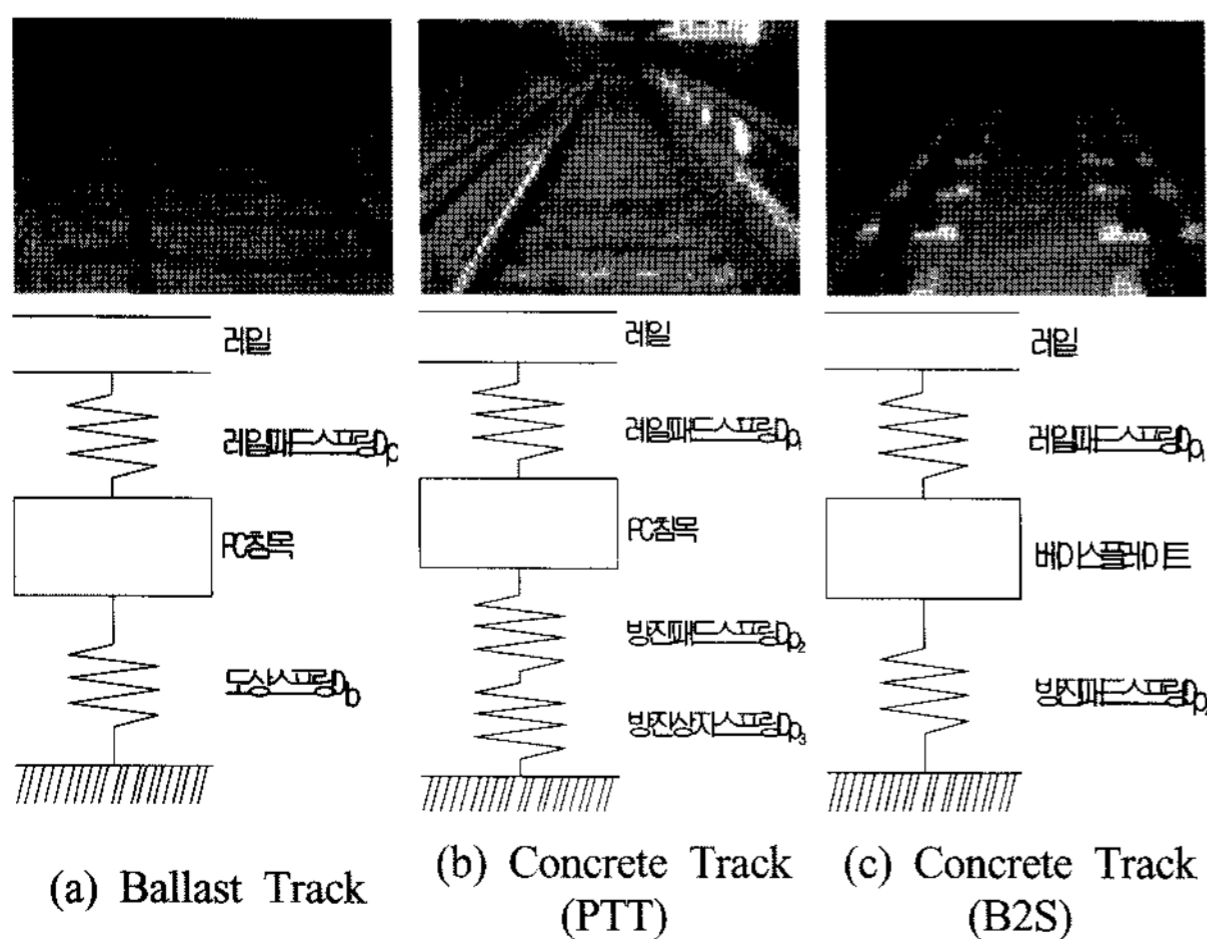 레일
레일패드스프링Dp
PC침목
도상스프링Db
(a) Ballast Track
레일
레일패드스프링Dp1
PC침목
방진패드스프링Dp2
방진상자스프링Dp3
(b) Concrete Track
(PTT)
레일
레일패드스프링Dp1
베이스플레이트
방진패드스프링Dp2
(c) Concrete Track
(B2S)